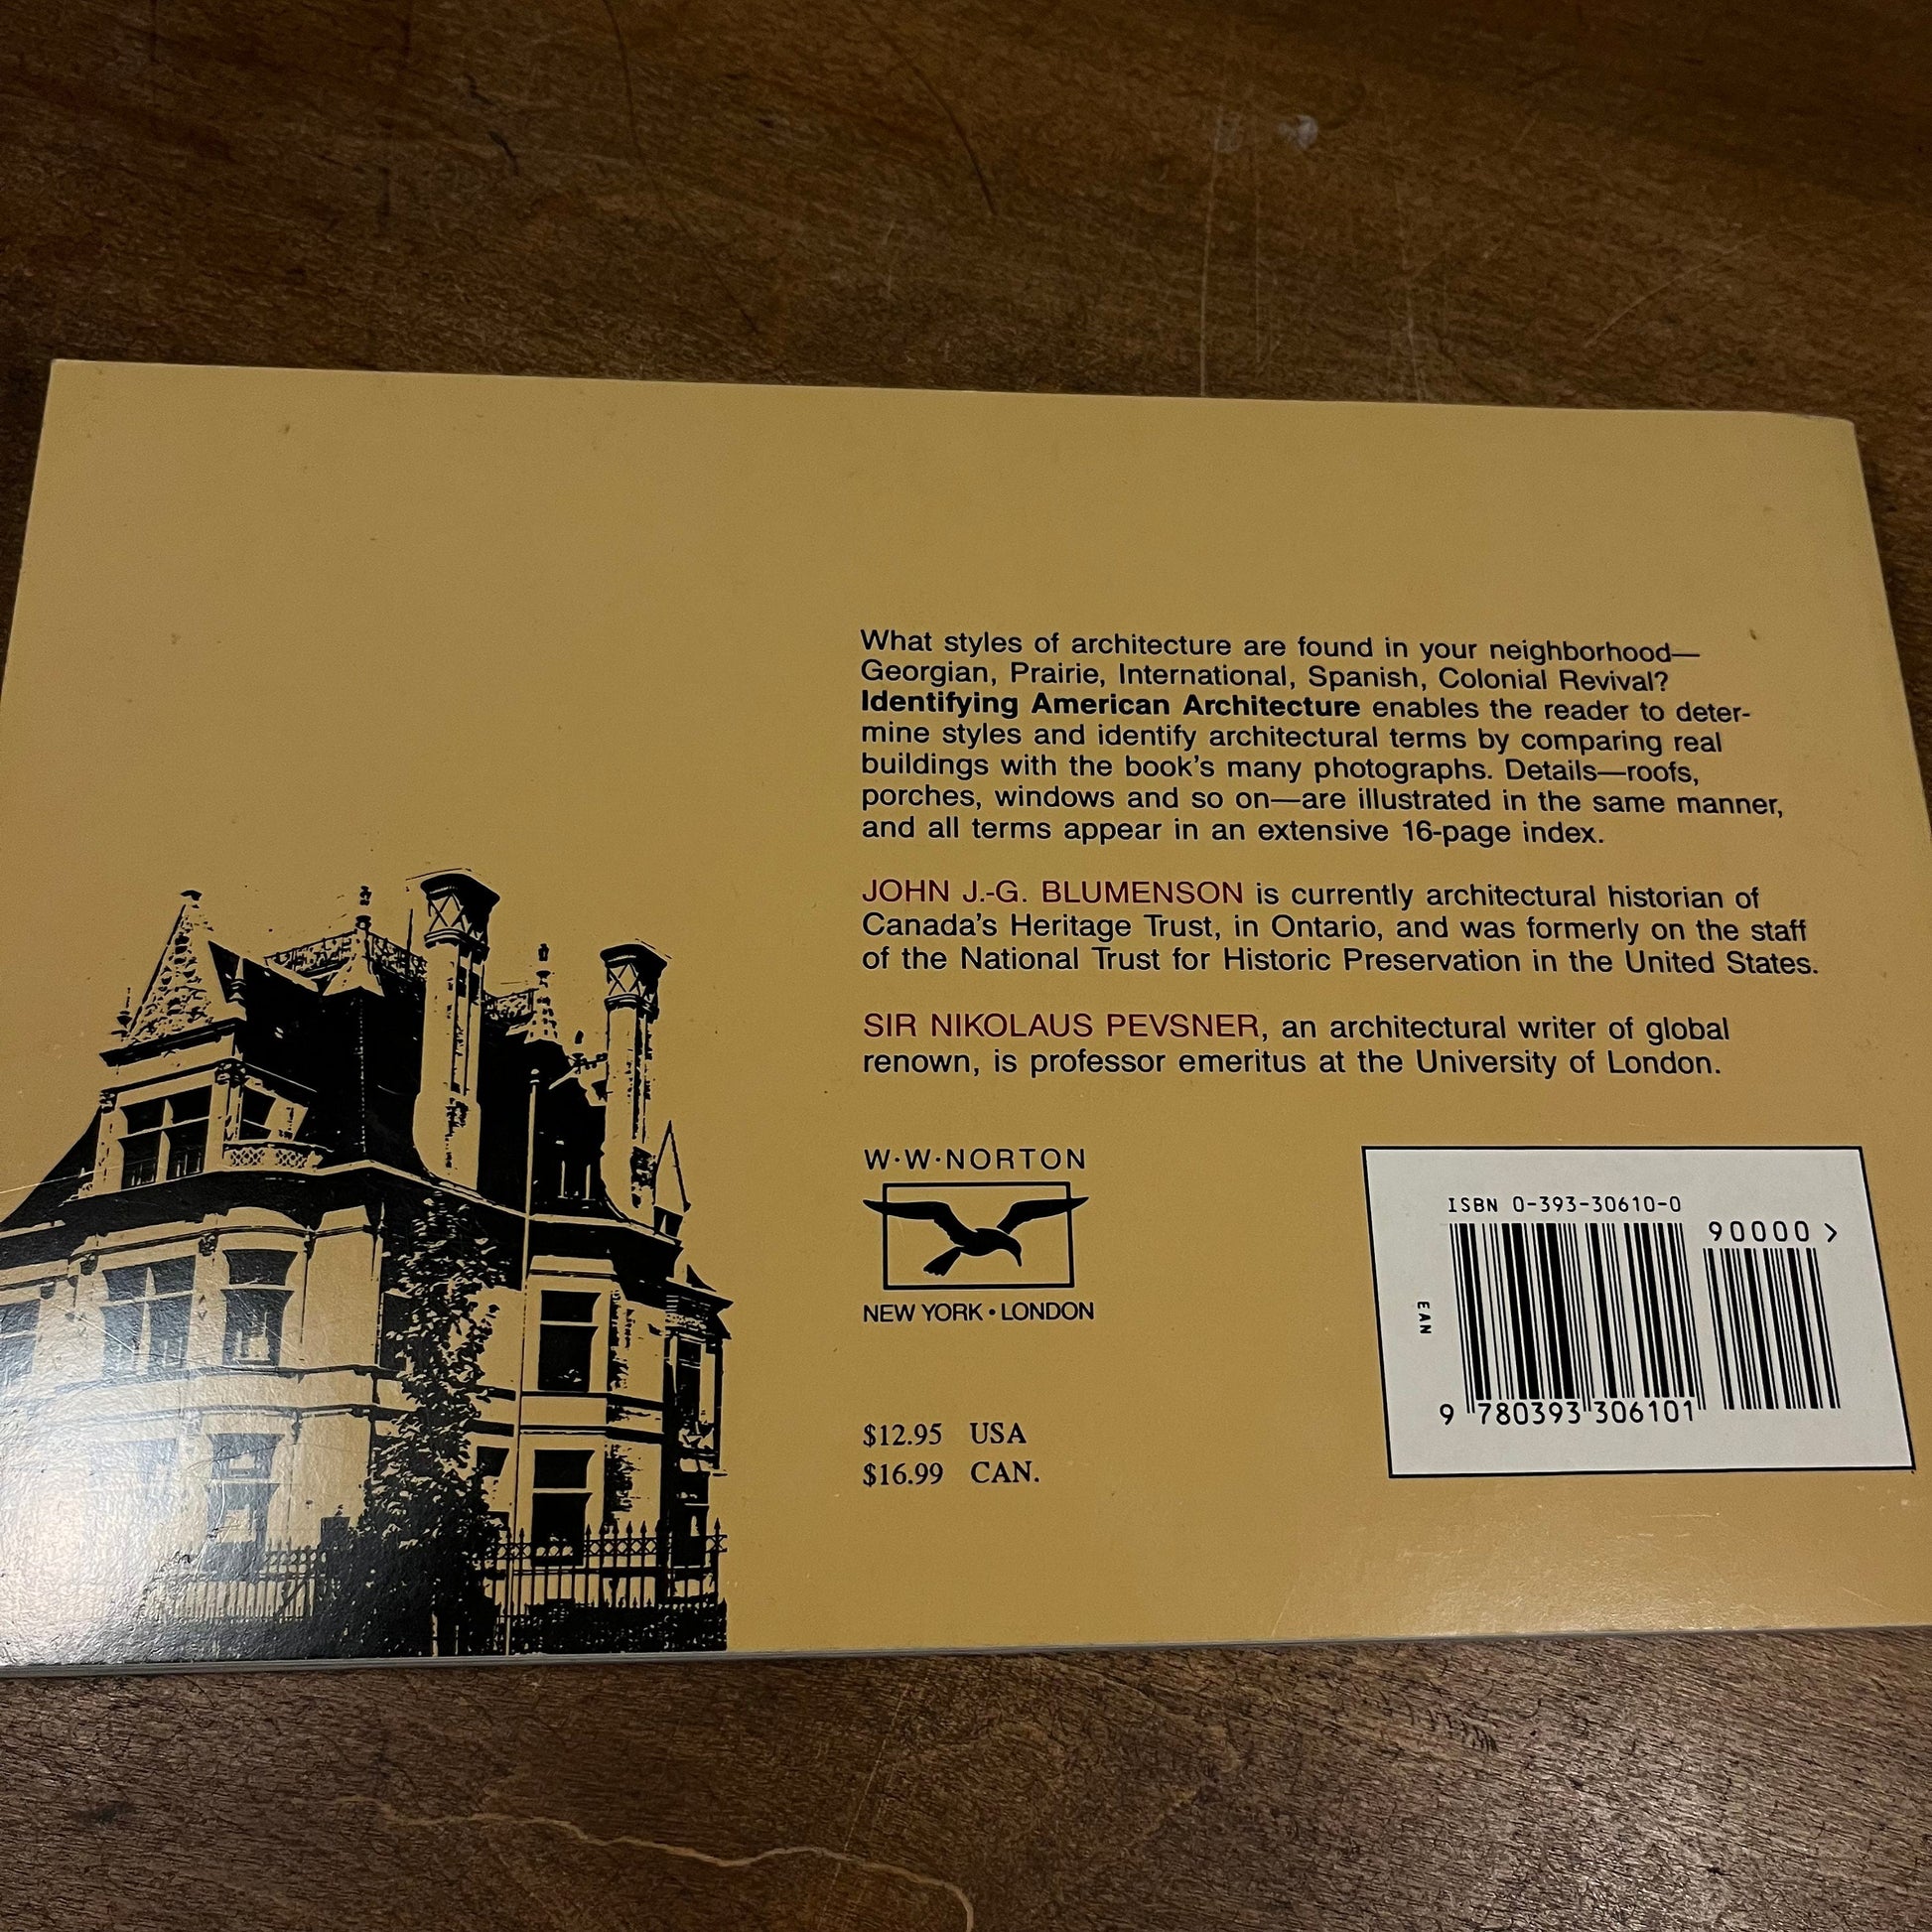 What styles of architecture are found in your neighborhood—
Georgian, Prairie, International, Spanish, Colonial Revival?
Identifying American Architecture enables the reader to deter-
mine styles and identify architectural terms by comparing real
buildings with the book's many photographs. Details—roofs,
porches, windows and so on—are illustrated in the same manner,
and all terms appear in an extensive 16-page index.
JOHN J.-G. BLUMENSON is currently architectural historian of
Canada's Heritage Trust, in Ontario, and was formerly on the staff
of the National Trust for Historic Preservation in the United States.
SIR NIKOLAUS PEVSNER, an architectural writer of global
renown, is professor emeritus at the University of London.
W·W·NORTON
NEW YORK • LONDON
$12.95 USA
$16.99 CAN.
ISBN 0-393-30610-0
90000 >
EAN
9 780393 306101